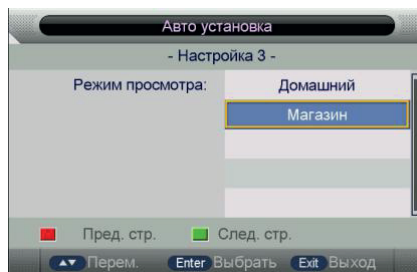 Авто установка
- Настройка 3 -
Режим просмотра: Домашний
Магазин
Пред. стр. След. стр.
Перем. Enter Выбрать Exit Выход